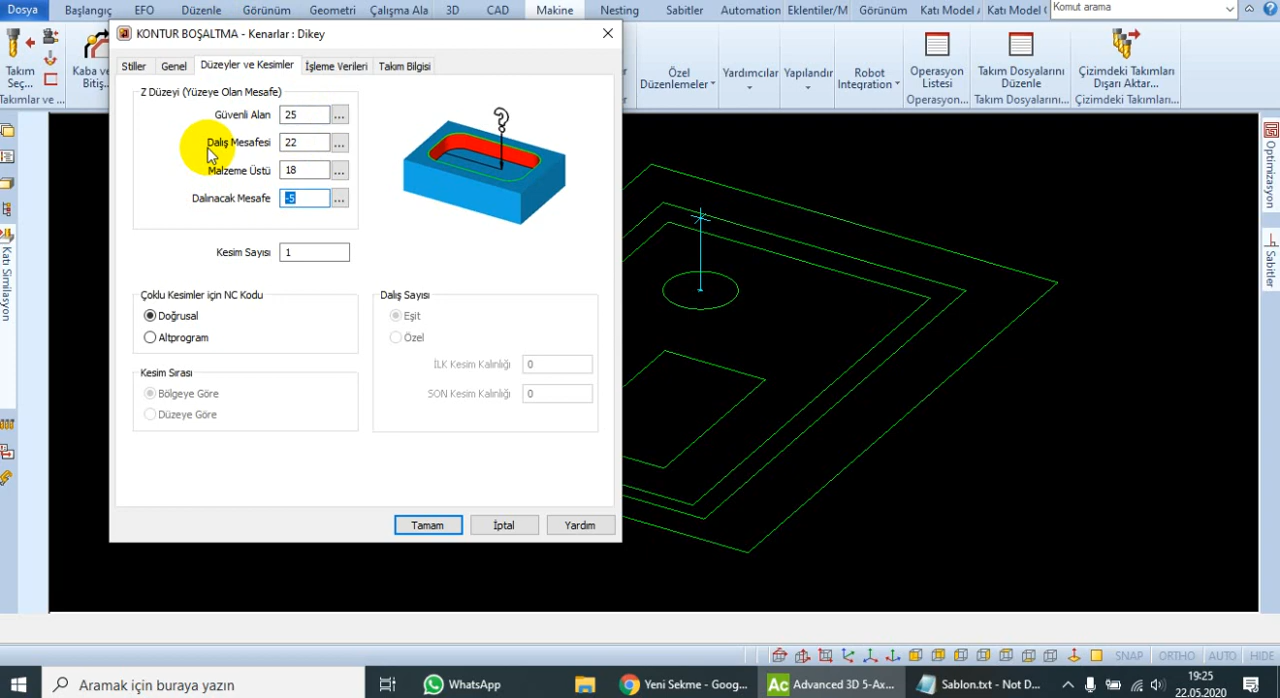 Dosya Başlangıç EFO Düzenle Görünüm Geometri Çalışma Ala 3D CAD Makine Nesting Sabitler Automation Eklentiler/M Görünüm Katı Model Katı Model Komut arama
KONTUR BOŞALTMA - Kenarlar : Dikey
Takım Seç...
Kaba ve Bitiş...
Takımlar ve ...
Özel Düzenlemeler
Yardımcılar
Yapılandır
Robot Integration
Operasyon Listesi
Operasyon...
Takım Dosyalarını Düzenle
Takım Dosyalarını...
Çizimdeki Takımları Dışarı Aktar...
Çizimdeki Takımları...
Stiller Genel Düzeyler ve Kesimler İşleme Verileri Takım Bilgisi
Z Düzeyi (Yüzeye Olan Mesafe)
Güvenli Alan 25 ...
Dalış Mesafesi 22 ...
Malzeme Üstü 18 ...
Dalınacak Mesafe -5 ...
Kesim Sayısı 1
Çoklu Kesimler için NC Kodu
Doğrusal
Altprogram
Kesim Sırası
Bölgeye Göre
Düzeye Göre
Dalış Sayısı
Eşit
Özel
İLK Kesim Kalınlığı 0
SON Kesim Kalınlığı 0
Tamam İptal Yardım
Katı Simülasyon
Optimizasyon
Sabitler
SNAP ORTHO AUTO HIDE
Aramak için buraya yazın
WhatsApp
Yeni Sekme - Goog...
Advanced 3D 5-Ax...
Sablon.txt - Not D...
19:25
22.05.2020